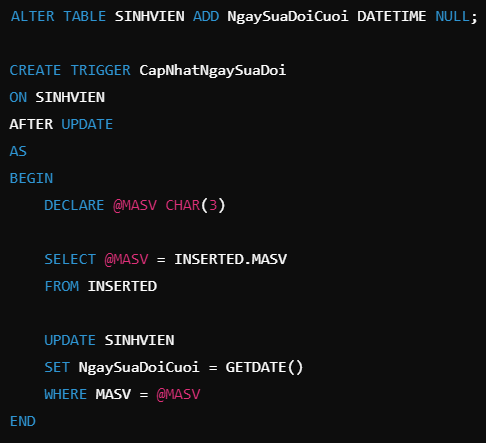 ALTER TABLE SINHVIEN ADD NgaySuaDoiCuoi DATETIME NULL;
CREATE TRIGGER CapNhatNgaySuaDoi
ON SINHVIEN
AFTER UPDATE
AS
BEGIN
DECLARE @MASV CHAR(3)
SELECT @MASV = INSERTED.MASV
FROM INSERTED
UPDATE SINHVIEN
SET NgaySuaDoiCuoi = GETDATE()
WHERE MASV = @MASV
END